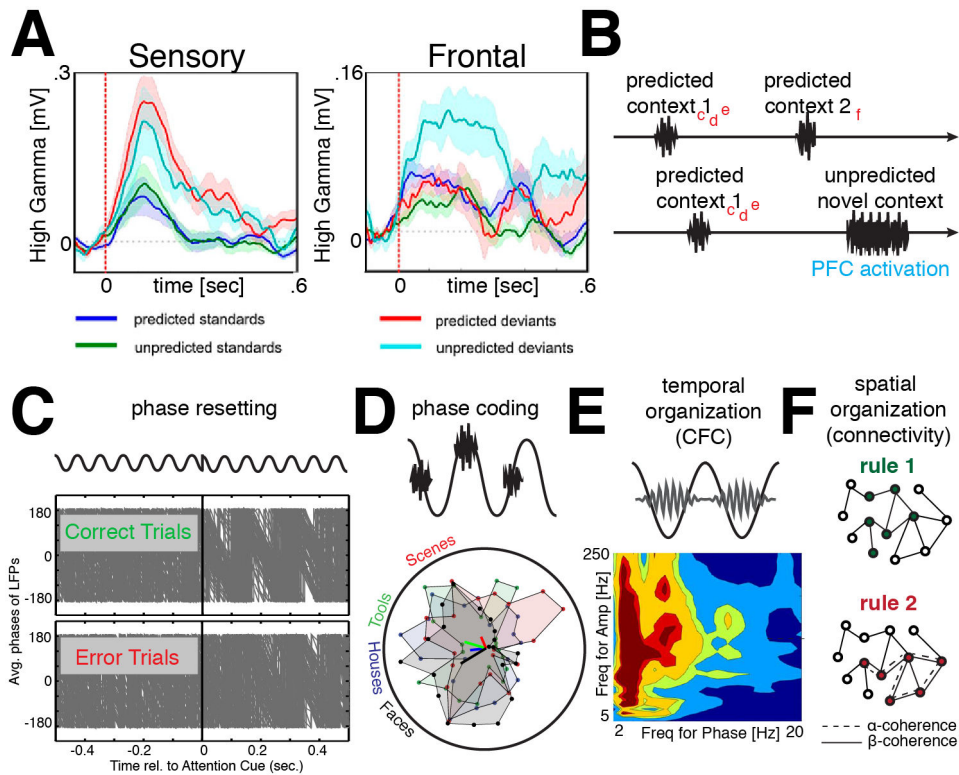 A
Sensory
Frontal
.3
High Gamma [mV]
0
0
time [sec]
.6
.16
High Gamma [mV]
0
0
time [sec]
.6
predicted standards
unpredicted standards
predicted deviants
unpredicted deviants
B
predicted
context 1
c d e
predicted
context 2
f
predicted
context 1
c d e
unpredicted
novel context
PFC activation
C
phase resetting
Avg. phases of LFPs
180
Correct Trials
0
-180
180
Error Trials
0
-180
-0.4
-0.2
0
0.2
0.4
Time rel. to Attention Cue (sec.)
D
phase coding
Scenes
Tools
Houses
Faces
E
temporal
organization
(CFC)
250
Freq for Amp [Hz]
5
2
Freq for Phase [Hz]
20
F
spatial
organization
(connectivity)
rule 1
rule 2
α-coherence
β-coherence